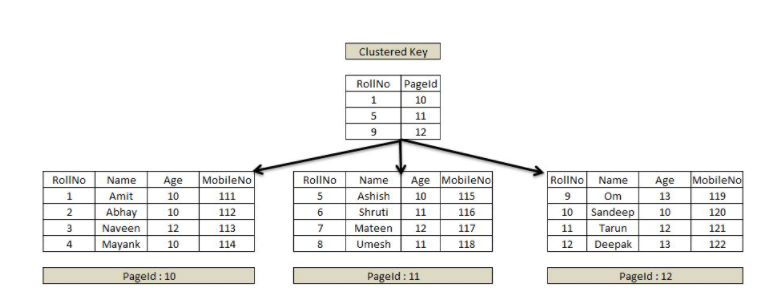 Clustered Key
RollNo PageId
1 10
5 11
9 12
RollNo Name Age MobileNo
1 Amit 10 111
2 Abhay 10 112
3 Naveen 12 113
4 Mayank 10 114
PageId : 10
RollNo Name Age MobileNo
5 Ashish 10 115
6 Shruti 11 116
7 Mateen 12 117
8 Umesh 11 118
PageId : 11
RollNo Name Age MobileNo
9 Om 13 119
10 Sandeep 10 120
11 Tarun 12 121
12 Deepak 13 122
PageId : 12